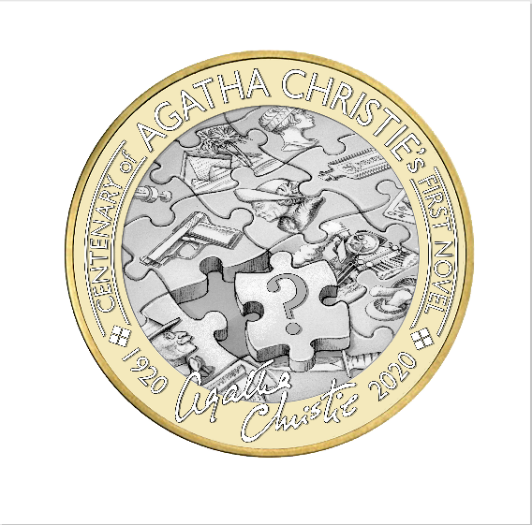 CENTENARY of AGATHA CHRISTIE's FIRST NOVEL
1920
Agatha
Christie
2020
?